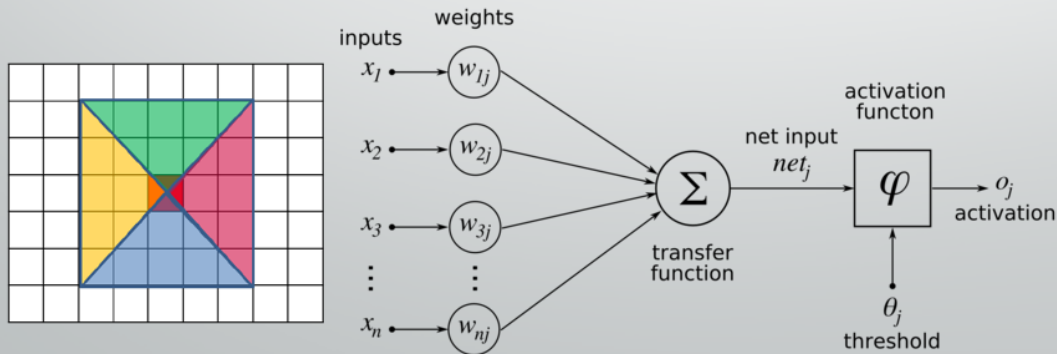 weights
inputs
x1 w1j
activation
functon
x2 w2j
net input
netj
Σ
φ
oj
activation
x3 w3j
transfer
function
⋮ ⋮
θj
xn wnj
threshold